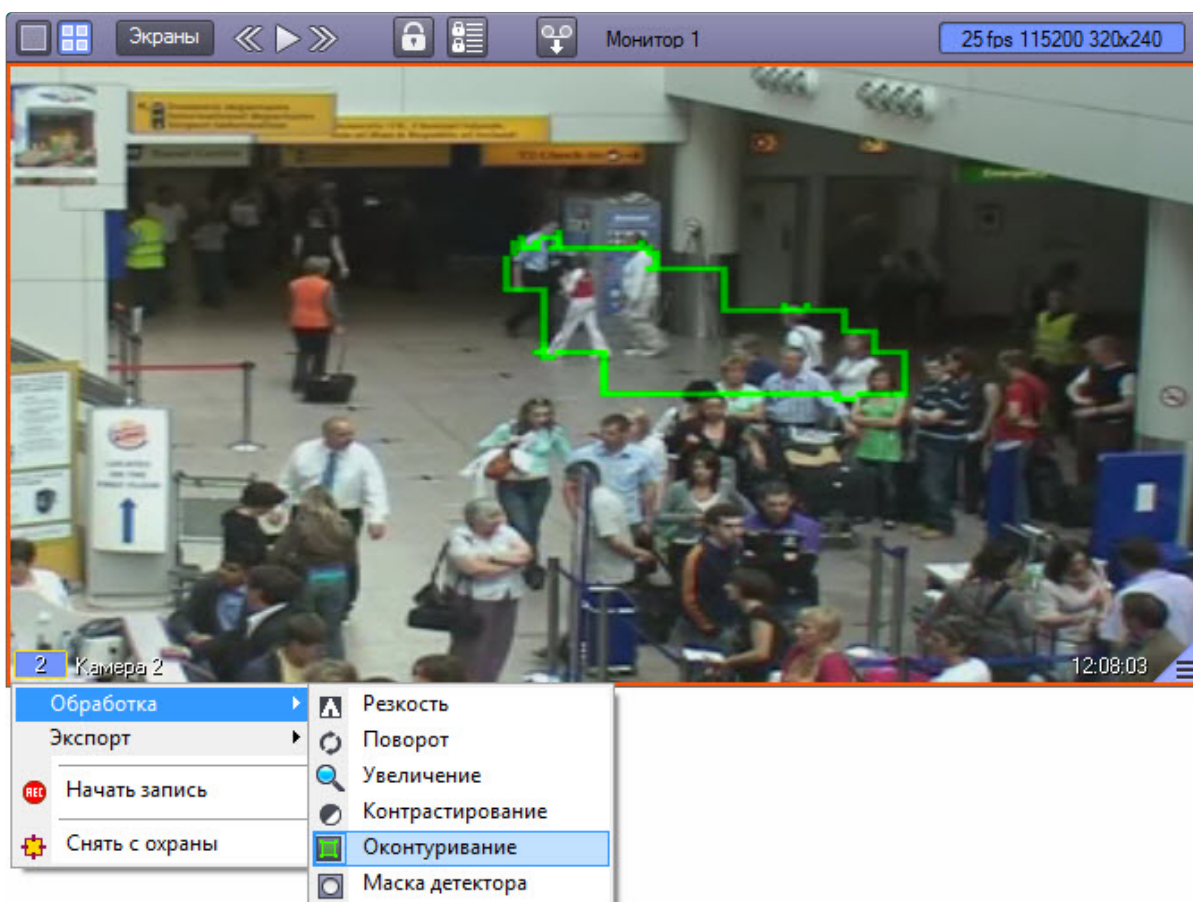 Экраны
Монитор 1
25 fps 115200 320x240
2 Камера 2
12:08:03
Обработка
Экспорт
Начать запись
Снять с охраны
Резкость
Поворот
Увеличение
Контрастирование
Оконтуривание
Маска детектора